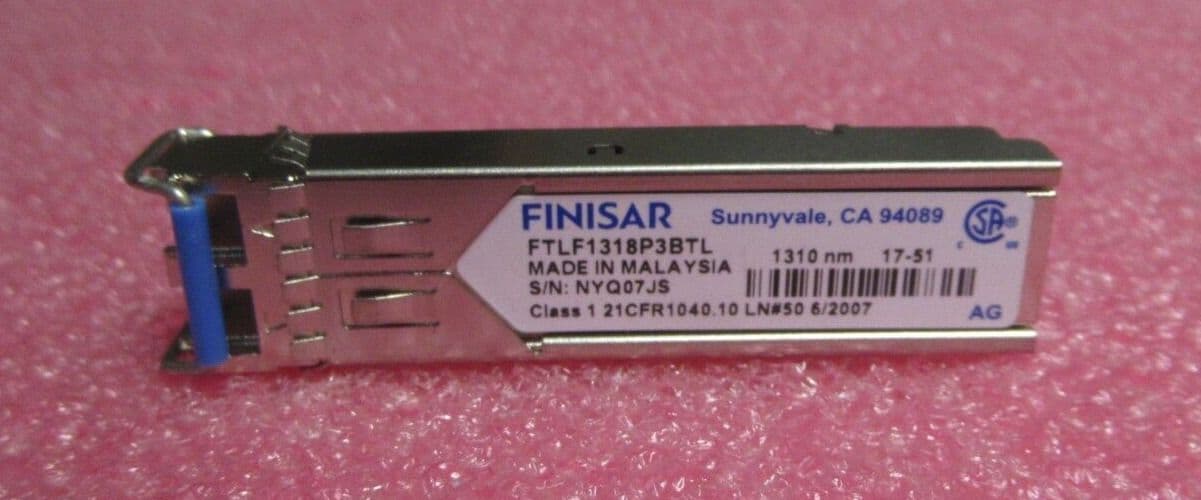 FINISAR Sunnyvale, CA 94089
FTLF1318P3BTL
1310 nm 17-51
MADE IN MALAYSIA
S/N: NYQ07JS
Class 1 21CFR1040.10 LN#50 6/2007
AG
SA®